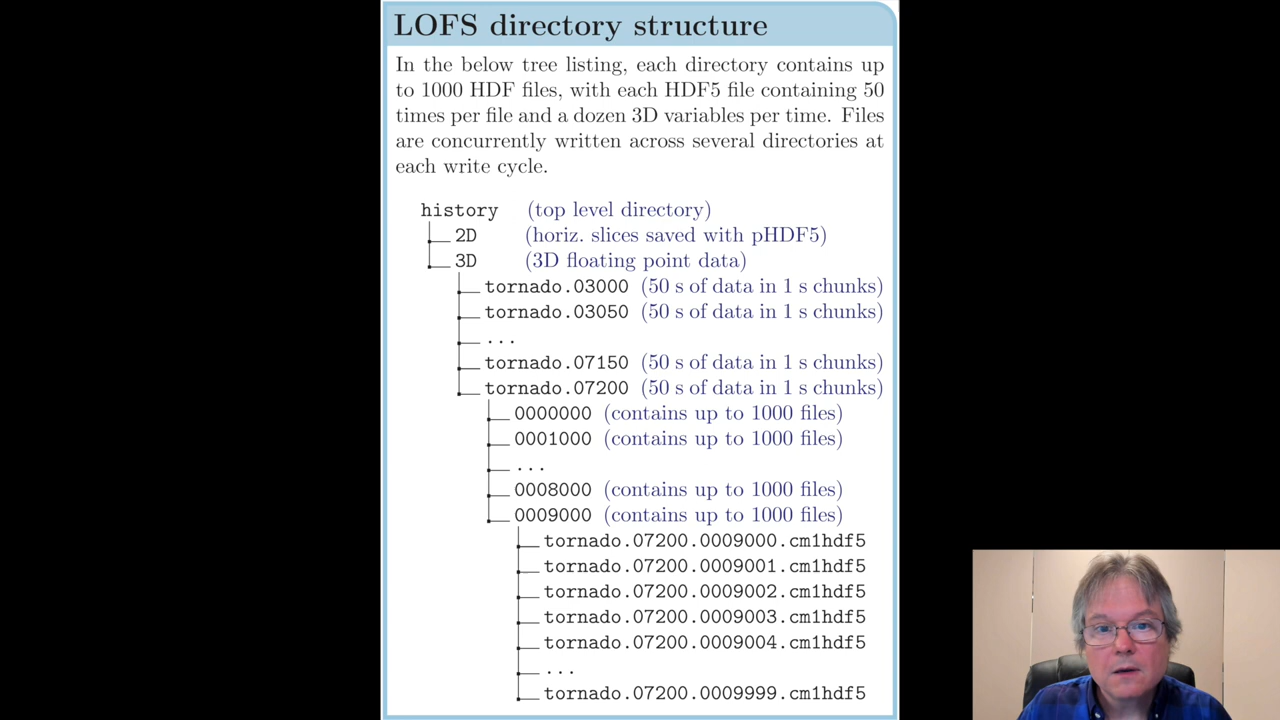 LOFS directory structure
In the below tree listing, each directory contains up
to 1000 HDF files, with each HDF5 file containing 50
times per file and a dozen 3D variables per time. Files
are concurrently written across several directories at
each write cycle.
history (top level directory)
2D (horiz. slices saved with pHDF5)
3D (3D floating point data)
tornado.03000 (50 s of data in 1 s chunks)
tornado.03050 (50 s of data in 1 s chunks)
...
tornado.07150 (50 s of data in 1 s chunks)
tornado.07200 (50 s of data in 1 s chunks)
0000000 (contains up to 1000 files)
0001000 (contains up to 1000 files)
...
0008000 (contains up to 1000 files)
0009000 (contains up to 1000 files)
tornado.07200.0009000.cm1hdf5
tornado.07200.0009001.cm1hdf5
tornado.07200.0009002.cm1hdf5
tornado.07200.0009003.cm1hdf5
tornado.07200.0009004.cm1hdf5
...
tornado.07200.0009999.cm1hdf5